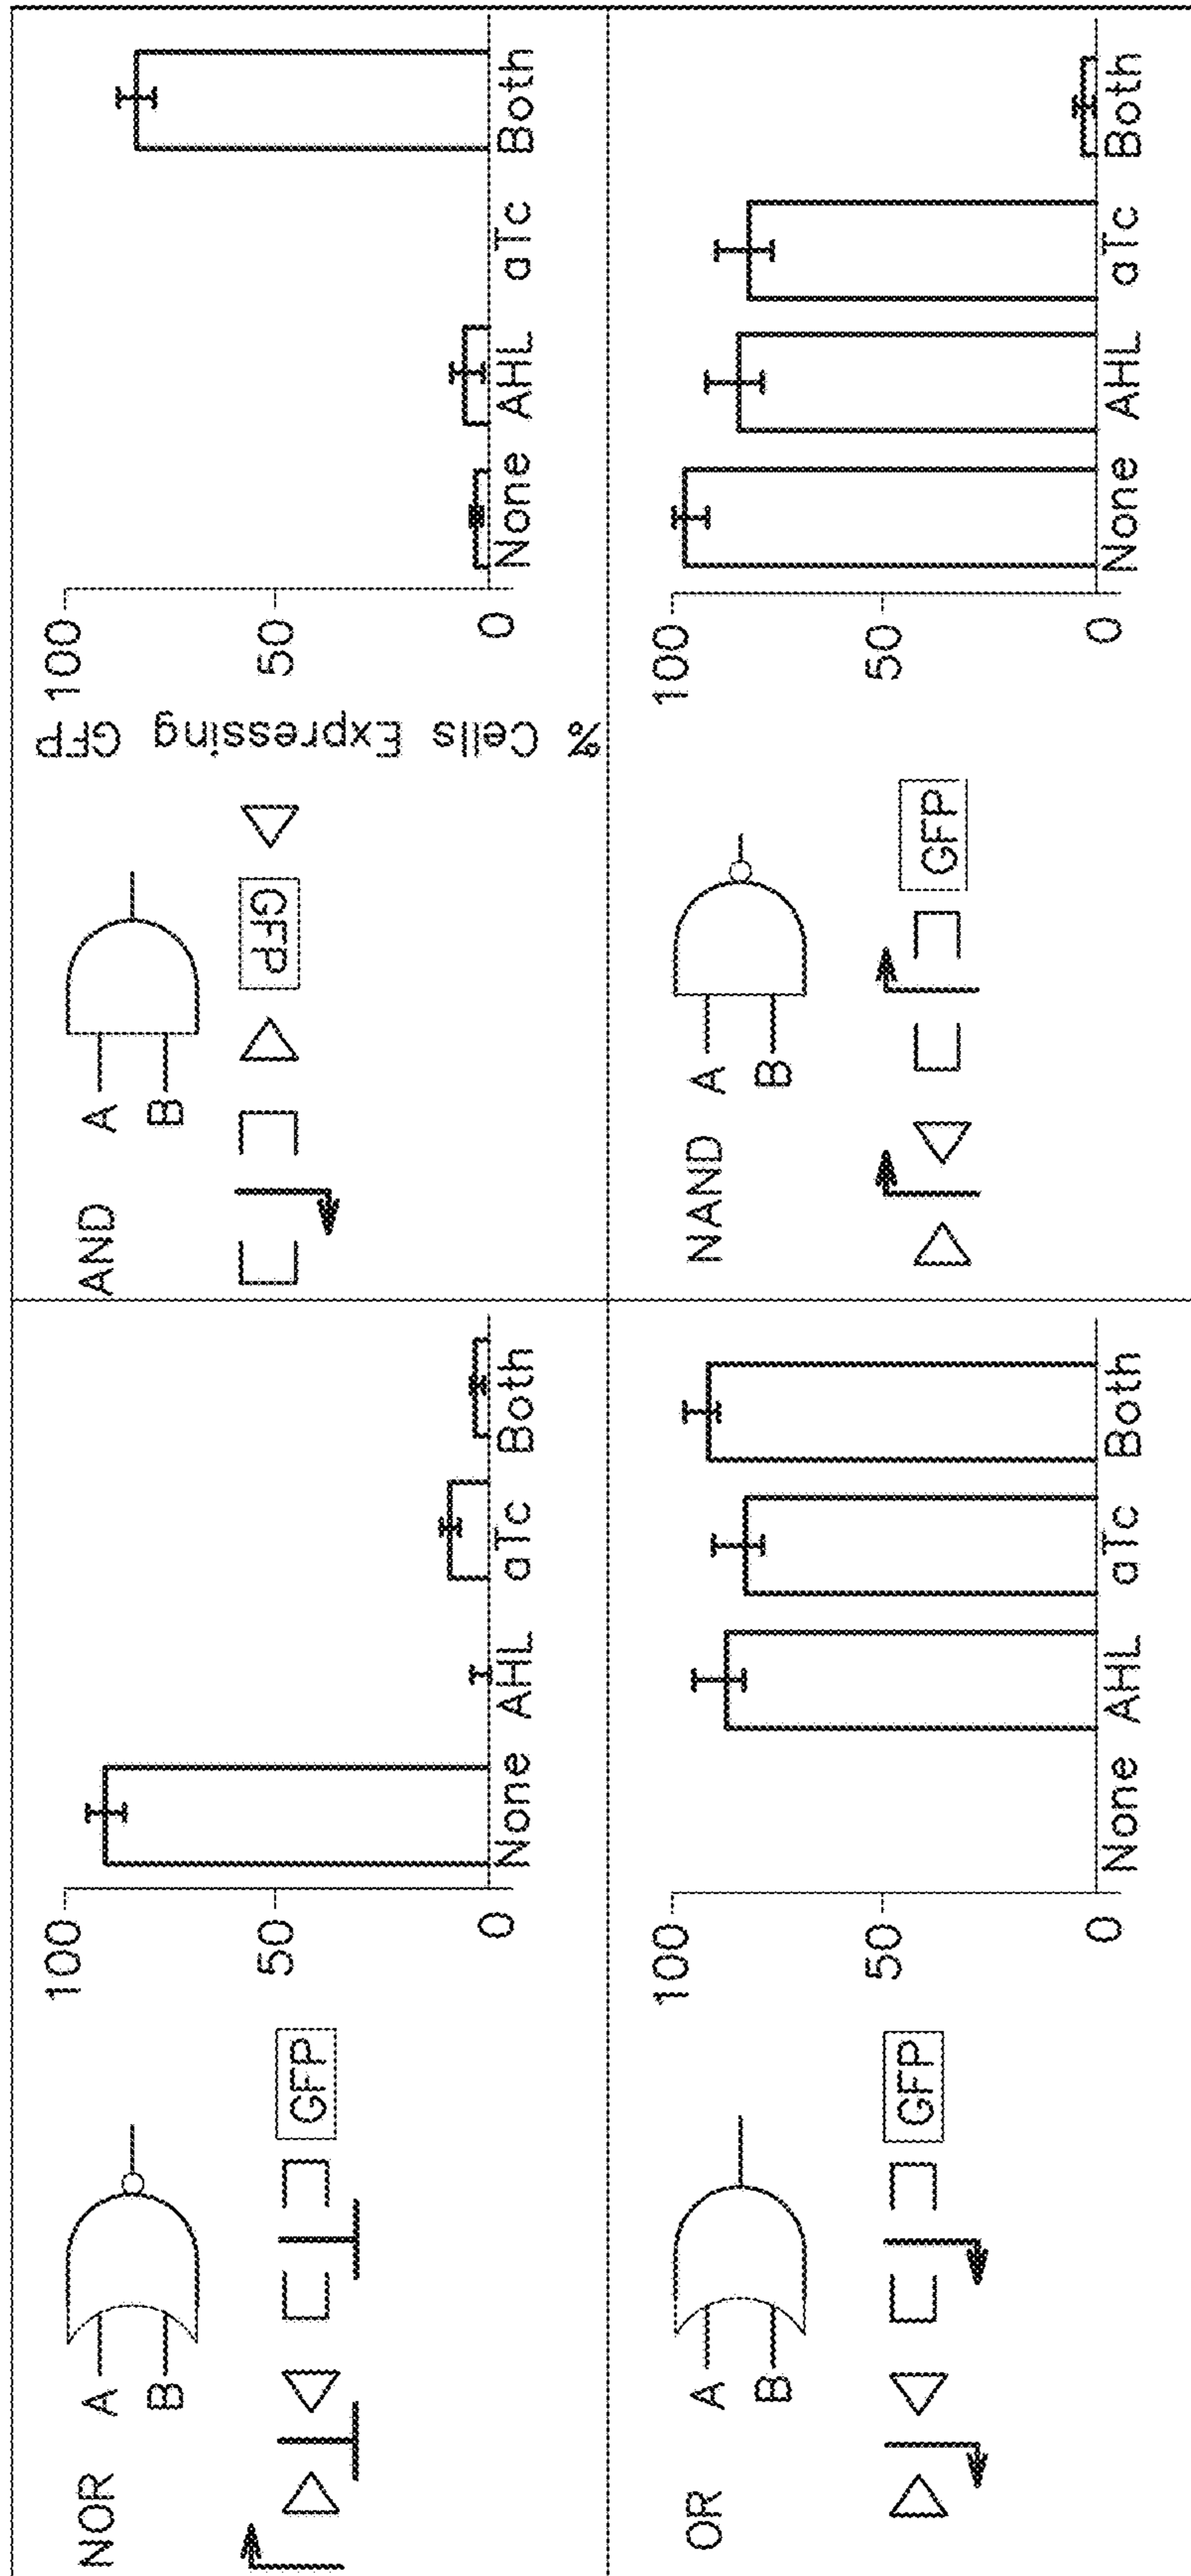 NOR
A
B
GFP
100
50
0
None AHL aTc Both
AND
A
B
GFP
% Cells Expressing GFP
100
50
0
None AHL aTc Both
OR
A
B
GFP
100
50
0
None AHL aTc Both
NAND
A
B
GFP
100
50
0
None AHL aTc Both